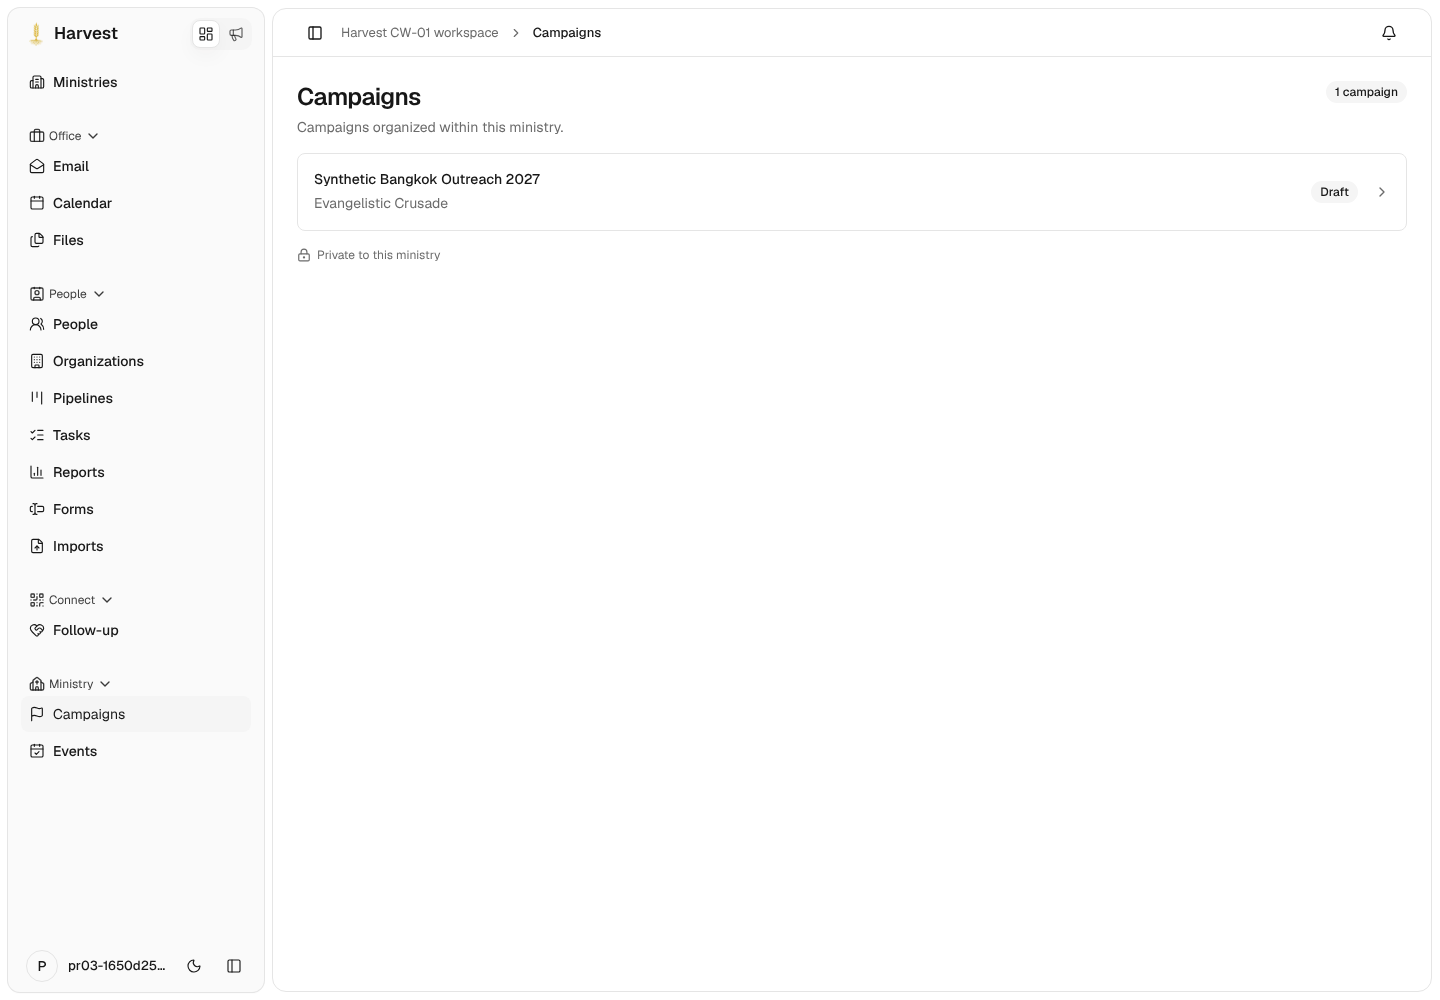 Harvest
Ministries
Office
Email
Calendar
Files
People
People
Organizations
Pipelines
Tasks
Reports
Forms
Imports
Connect
Follow-up
Ministry
Campaigns
Events
P
pr03-1650d25...
Harvest CW-01 workspace
Campaigns
Campaigns
1 campaign
Campaigns organized within this ministry.
Synthetic Bangkok Outreach 2027
Evangelistic Crusade
Draft
Private to this ministry